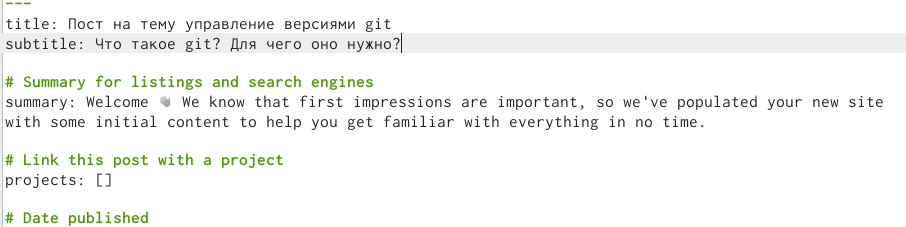 ---
title: Пост на тему управление версиями git
subtitle: Что такое git? Для чего оно нужно?
# Summary for listings and search engines
summary: Welcome 👋 We know that first impressions are important, so we've populated your new site
with some initial content to help you get familiar with everything in no time.
# Link this post with a project
projects: []
# Date published